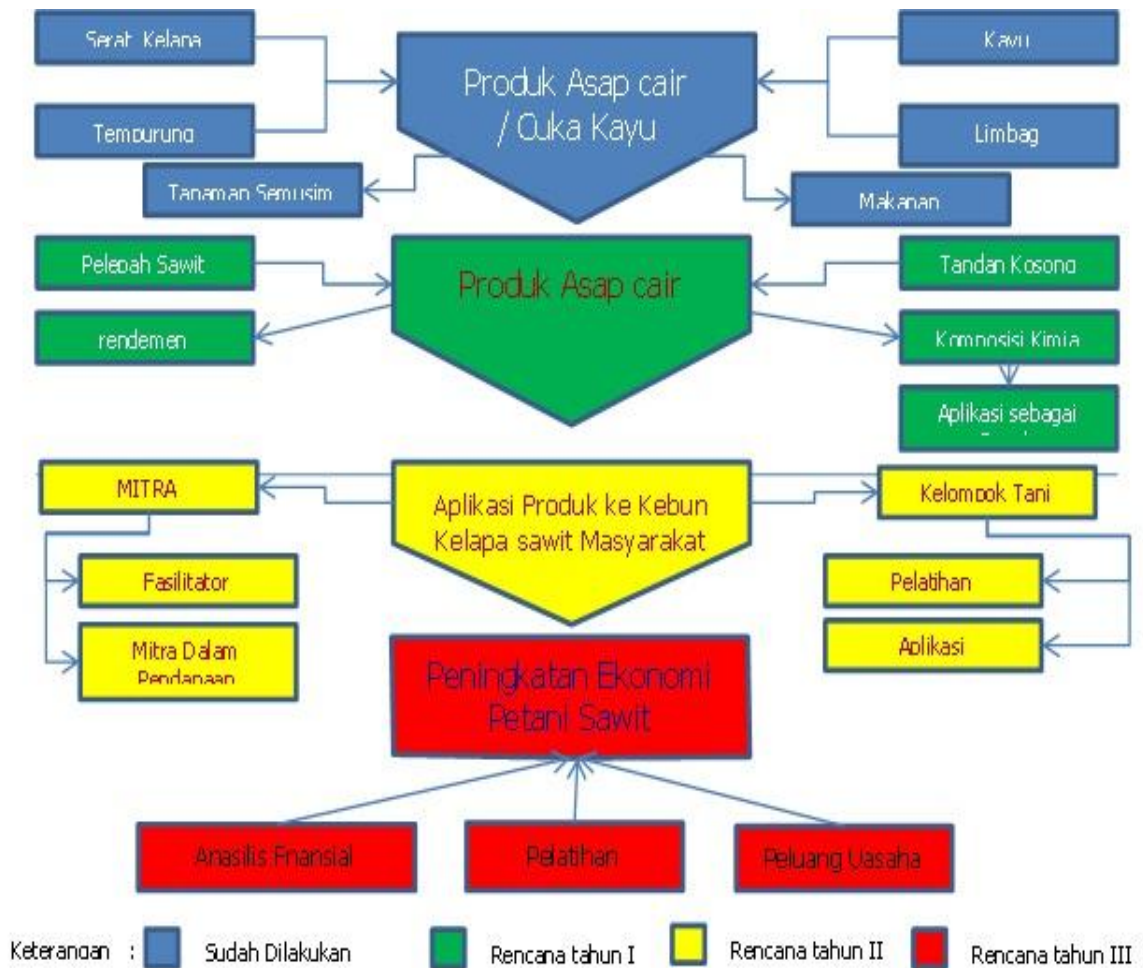 Serat Kelapa
Kayu
Produk Asap cair
/ Cuka Kayu
Tempurung
Limbag
Tanaman Semusim
Makanan
Pelepah Sawit
Produk Asap cair
Tandan Kosong
rendemen
Komposisi Kimia
Aplikasi sebagai
MITRA
Aplikasi Produk ke Kebun
Kelapa sawit Masyarakat
Kelompok Tani
Fasilitator
Pelatihan
Mitra Dalam
Pendanaan
Aplikasi
Peningkatan Ekonomi
Petani Sawit
Anasilis Fnansial
Pelatihan
Peluang Uasaha
Keterangan : Sudah Dilakukan Rencana tahun I Rencana tahun II Rencana tahun III